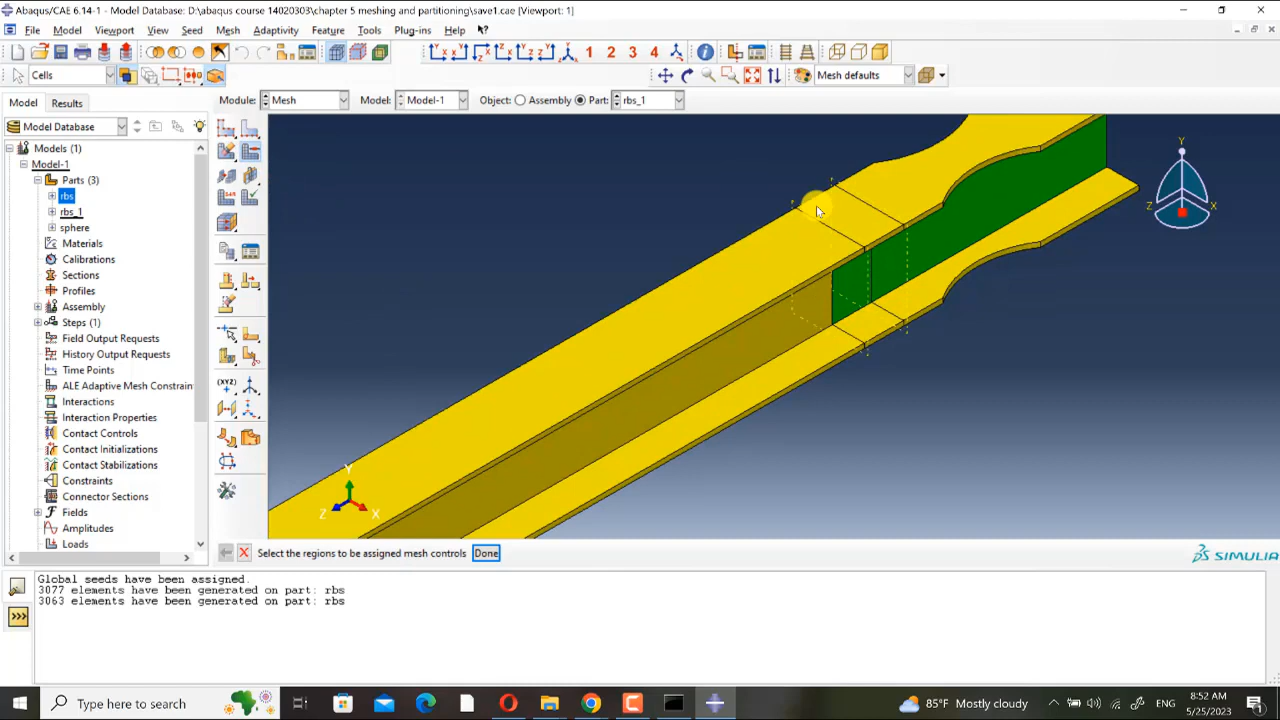 Abaqus/CAE 6.14-1 - Model Database: D:\abaqus course 14020303\chapter 5 meshing and partitioning\save1.cae [Viewport: 1]
File Model Viewport View Seed Mesh Adaptivity Feature Tools Plug-ins Help
1 2 3 4
Cells
Mesh defaults
Model Results
Module: Mesh Model: Model-1 Object: Assembly Part: rbs_1
Model Database
Models (1)
Model-1
Parts (3)
rbs
rbs_1
sphere
Materials
Calibrations
Sections
Profiles
Assembly
Steps (1)
Field Output Requests
History Output Requests
Time Points
ALE Adaptive Mesh Constrain
Interactions
Interaction Properties
Contact Controls
Contact Initializations
Contact Stabilizations
Constraints
Connector Sections
Fields
Amplitudes
Loads
Y
Z X
Y
Z X
Select the regions to be assigned mesh controls Done
SIMULIA
Global seeds have been assigned.
3077 elements have been generated on part: rbs
3063 elements have been generated on part: rbs
>>>
Type here to search
85°F Mostly cloudy
ENG
8:52 AM
5/25/2023